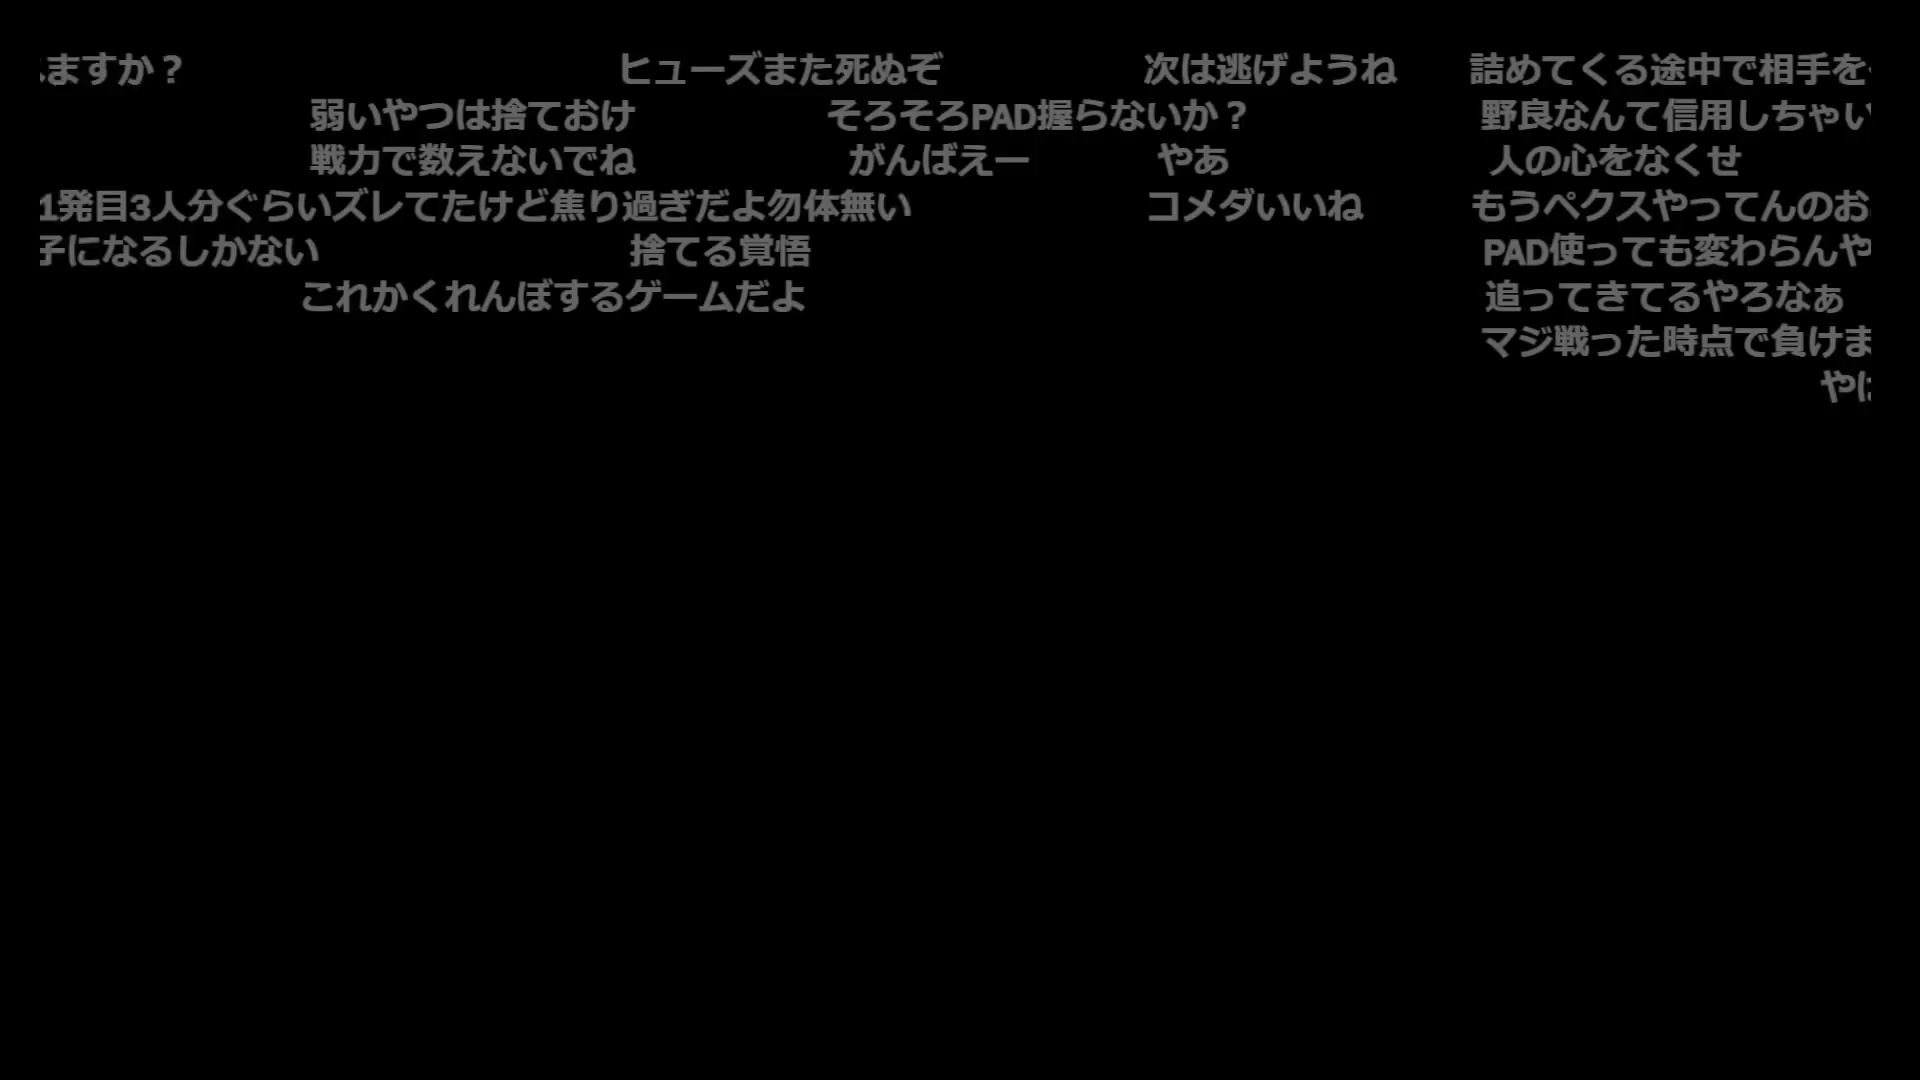 ますか？ ヒューズまた死ぬぞ 次は逃げようね 詰めてくる途中で相手を
弱いやつは捨ておけ そろそろPAD握らないか？ 野良なんて信用しちゃい
戦力で数えないでね がんばえー やあ 人の心をなくせ
1発目3人分ぐらいズレてたけど焦り過ぎだよ勿体無い コメダいいね もうペクスやってんのお
子になるしかない 捨てる覚悟 PAD使っても変わらんや
これかくれんぼするゲームだよ 追ってきてるやろなぁ
マジ戦った時点で負けま
やは